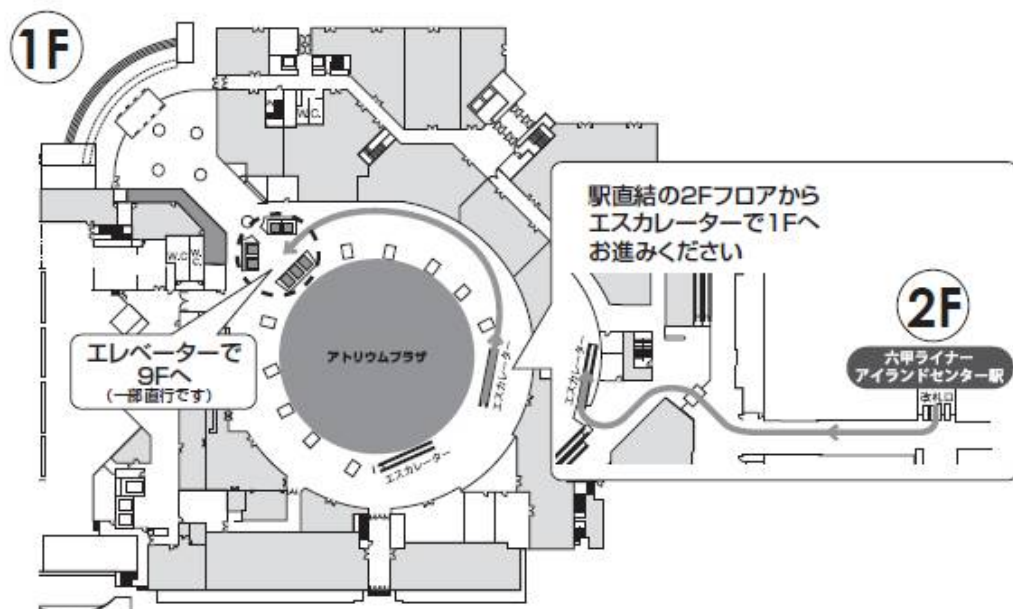 1F
W.C.
駅直結の2Fフロアから
エスカレーターで1Fへ
お進みください
2F
六甲ライナー
アイランドセンター駅
改札口
エスカレーター
W.C
W.C.
エレベーターで
9Fへ
(一部直行です)
アトリウムプラザ
エスカレーター
エスカレーター